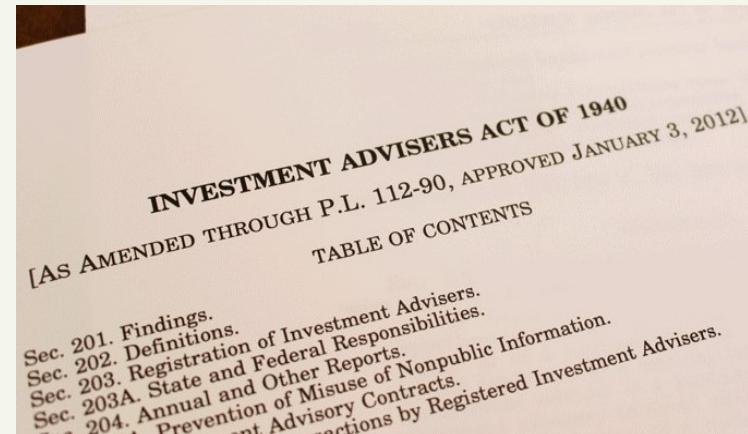 INVESTMENT ADVISERS ACT OF 1940
[AS AMENDED THROUGH P.L. 112-90, APPROVED JANUARY 3, 2012]
TABLE OF CONTENTS
Sec. 201. Findings.
Sec. 202. Definitions.
Sec. 203. Registration of Investment Advisers.
Sec. 203A. State and Federal Responsibilities.
Sec. 204. Annual and Other Reports.
Prevention of Misuse of Nonpublic Information.
Advisory Contracts.
by Registered Investment Advisers.